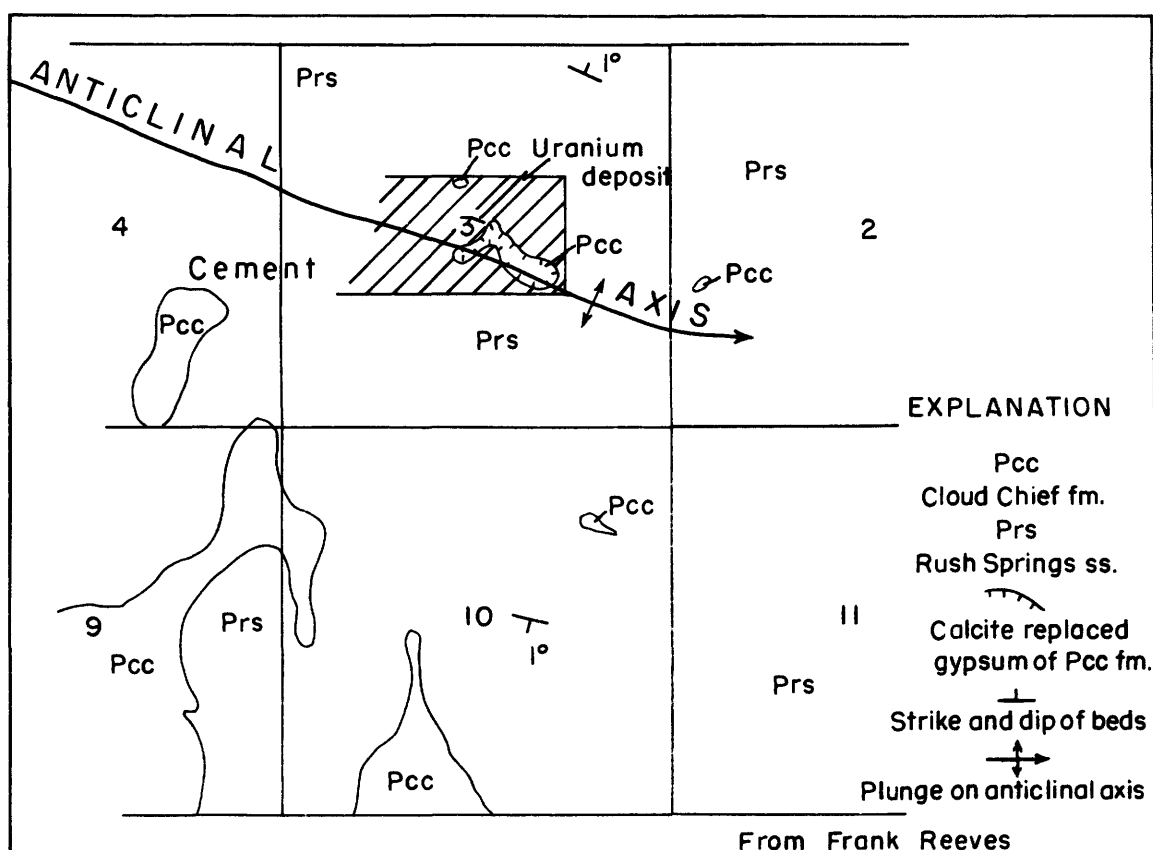 ANTICLINAL
Prs
1°
Pcc
Uranium
deposit
Prs
4
3
2
Pcc
Pcc
Cement
AXIS
Pcc
Prs
EXPLANATION
Pcc
Cloud Chief fm.
Prs
Rush Springs ss.
Calcite replaced
gypsum of Pcc fm.
Strike and dip of beds
Plunge on anticlinal axis
Pcc
9
Prs
10
11
1°
Pcc
Prs
Pcc
From Frank Reeves